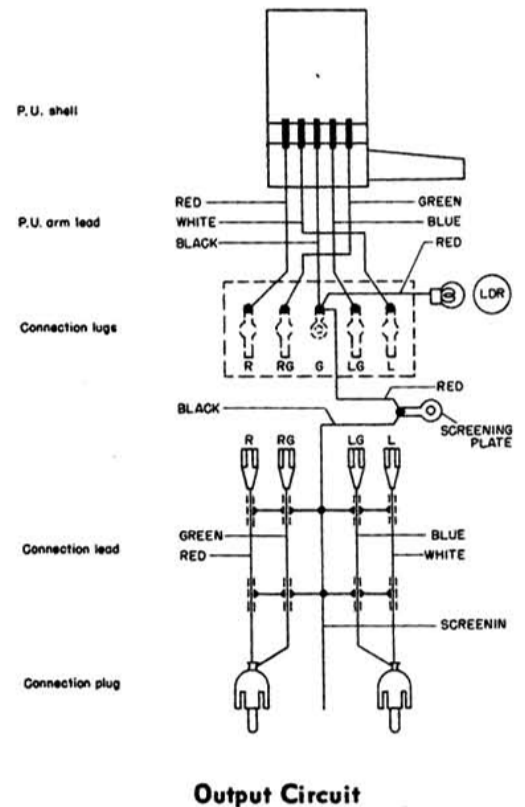 P.U. shell
RED
GREEN
P.U. arm lead
WHITE
BLUE
BLACK
RED
LDR
Connection lugs
R RG G LG L
RED
BLACK
SCREENING
PLATE
R RG LG L
GREEN
BLUE
Connection lead
RED
WHITE
SCREENIN
Connection plug
Output Circuit